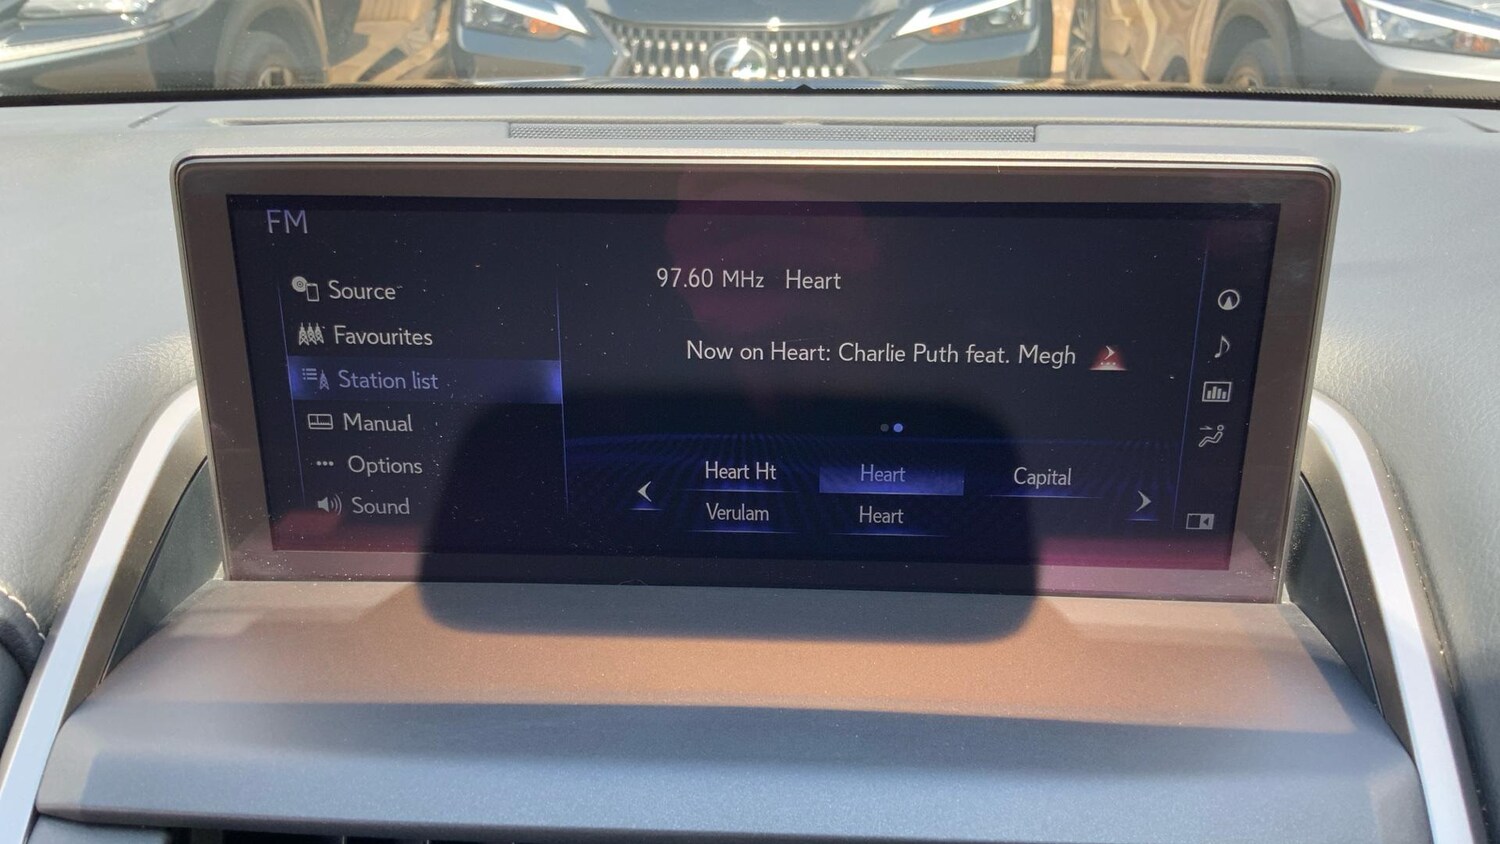 FM
Source
Favourites
Station list
Manual
Options
Sound
97.60 MHz Heart
Now on Heart: Charlie Puth feat. Megh
Heart Ht
Heart
Capital
Verulam
Heart